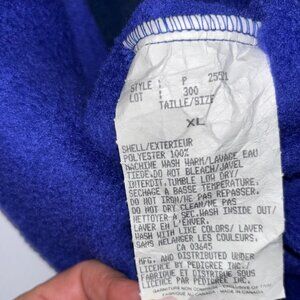 STYLE : P 2551
LOT : 300
TAILLE/SIZE
XL
SHELL/EXTERIEUR
POLYESTER 100%
MACHINE WASH WARM/LAVAGE EAU
TIEDE.DO NOT BLEACH/JAVEL
INTERDIT.TUMBLE LOW DRY/
SECHAGE A BASSE TEMPERATURE.
DO NOT IRON/NE PAS REPASSER.
DO NOT DRY CLEAN/NE PAS
NETTOYER A SEC.WASH INSIDE OUT/
LAVER EN L'ENVER.
WASH WITH LIKE COLORS/ LAVER
SANS MELANGER LES COULEURS.
CA 03645
MFG. AND DISTRIBUTED UNDER
LICENCE BY PEDIGREE INC./
FABRIQUE ET DISTRIBUE SOUS
LICENCE PAR PEDIGREE INC.